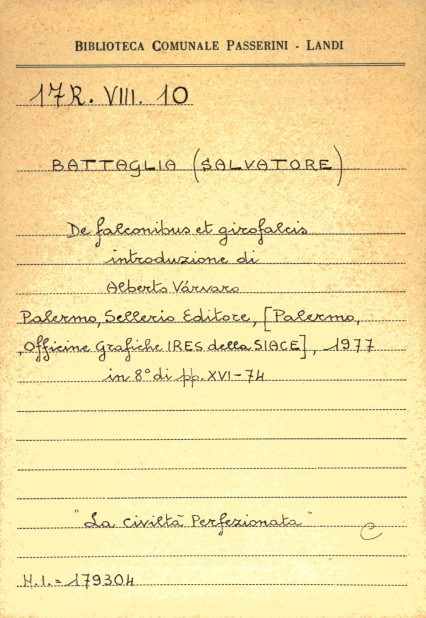 BIBLIOTECA COMUNALE PASSERINI - LANDI
17R. VIII. 10
BATTAGLIA (SALVATORE)
De falconibus et girofalcis
introduzione di
Alberto Várvaro
Palermo, Sellerio Editore, [Palermo,
Officine Grafiche IRES della SIACE], 1977
in 8° di pp. XVI-74
"La civiltà Perfezionata"
C
N.I.= 179304